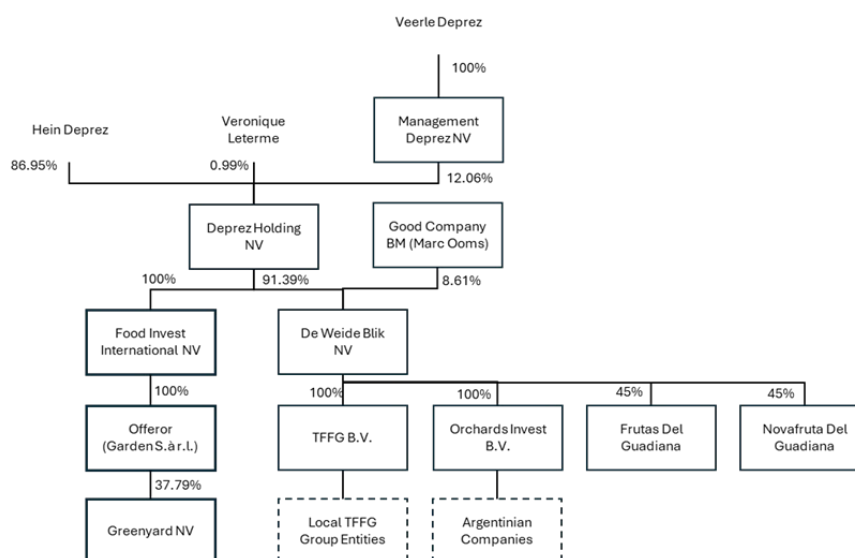 Veerle Deprez
100%
Hein Deprez
Veronique
Leterme
Management
Deprez NV
86.95%
0.99%
12.06%
Deprez Holding
NV
Good Company
BM (Marc Ooms)
100%
91.39%
8.61%
Food Invest
International NV
De Weide Blik
NV
100%
100%
100%
45%
45%
Offeror
(Garden S.à r.l.)
TFFG B.V.
Orchards Invest
B.V.
Frutas Del
Guadiana
Novafruta Del
Guadiana
37.79%
Greenyard NV
Local TFFG
Group Entities
Argentinian
Companies